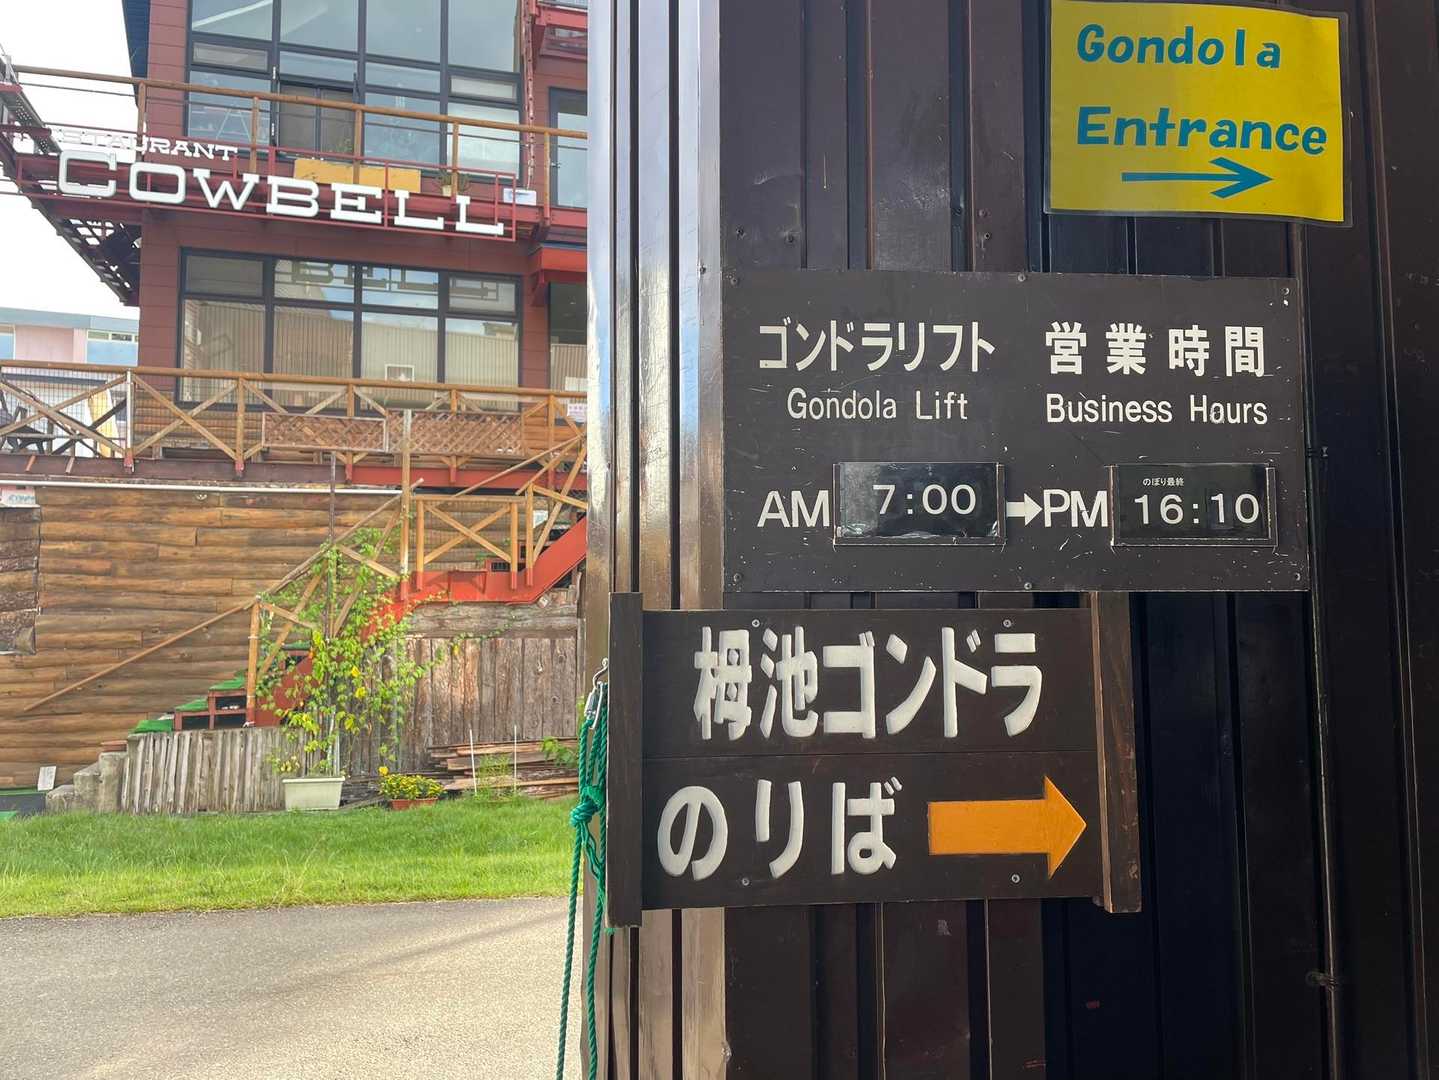 RESTAURANT
COWBELL
Gondola
Entrance
ゴンドラリフト 営業時間
Gondola Lift Business Hours
のぼり最終
AM 7:00 PM 16:10
栂池ゴンドラ
のりば